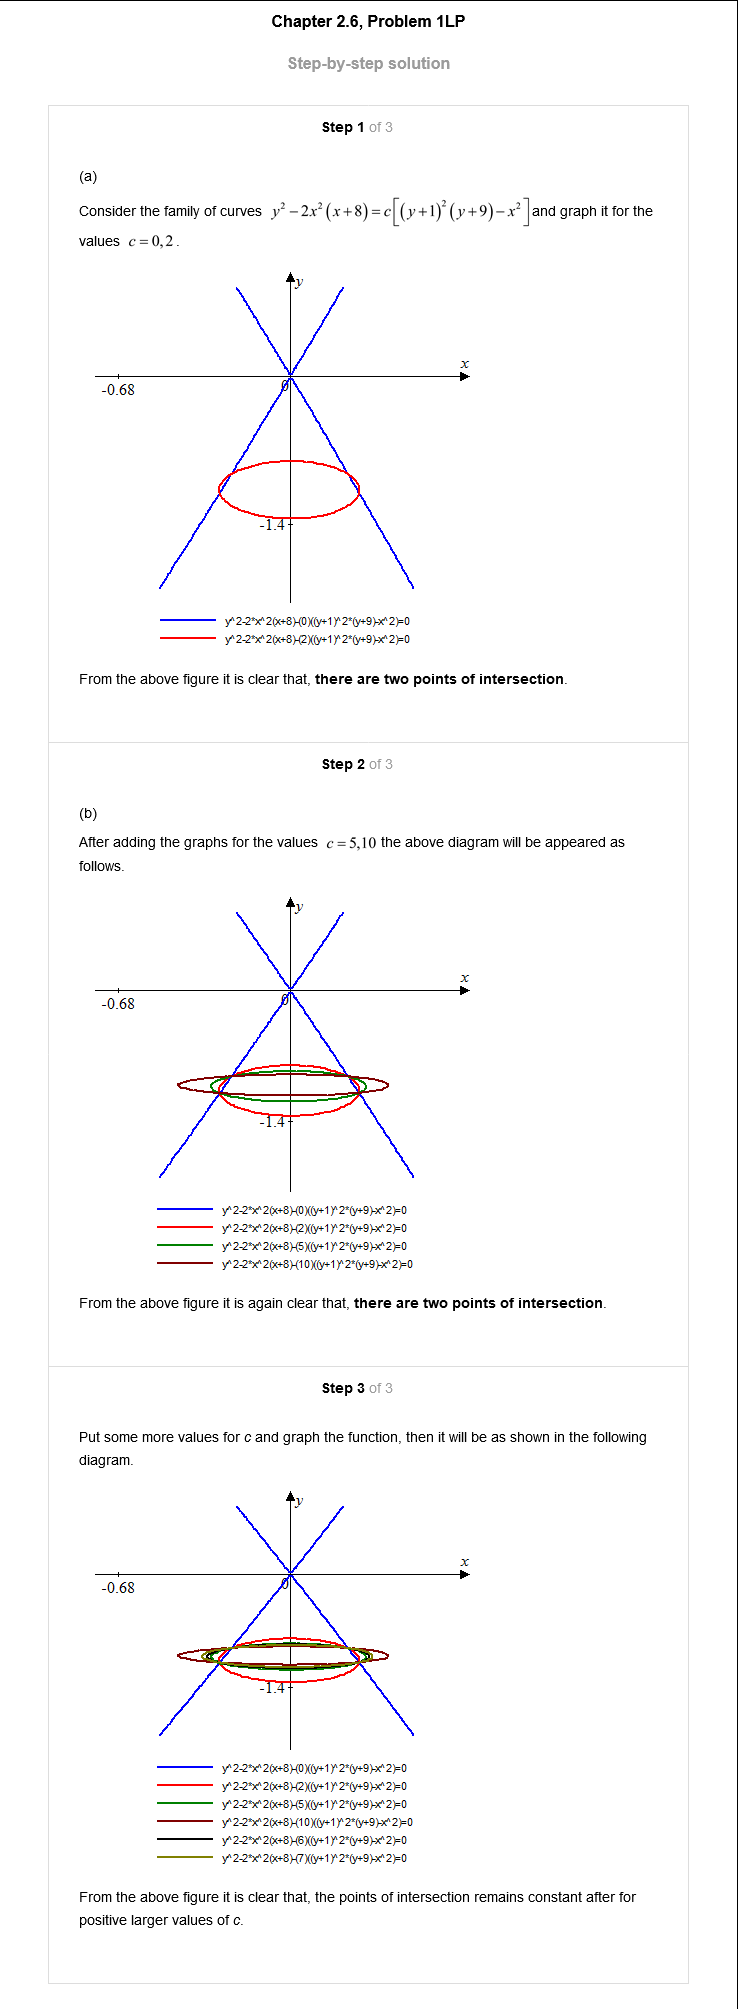 Chapter 2.6, Problem 1LP
Step-by-step solution
Step 1 of 3
(a)
Consider the family of curves y² − 2x²(x+8) = c[(y+1)²(y+9) − x²] and graph it for the
values c = 0, 2.
y
x
-0.68
0
-1.4
y^2-2*x^2(x+8)-(0)((y+1)^2*(y+9)-x^2)=0
y^2-2*x^2(x+8)-(2)((y+1)^2*(y+9)-x^2)=0
From the above figure it is clear that, there are two points of intersection.
Step 2 of 3
(b)
After adding the graphs for the values c = 5,10 the above diagram will be appeared as
follows.
y
x
-0.68
0
-1.4
y^2-2*x^2(x+8)-(0)((y+1)^2*(y+9)-x^2)=0
y^2-2*x^2(x+8)-(2)((y+1)^2*(y+9)-x^2)=0
y^2-2*x^2(x+8)-(5)((y+1)^2*(y+9)-x^2)=0
y^2-2*x^2(x+8)-(10)((y+1)^2*(y+9)-x^2)=0
From the above figure it is again clear that, there are two points of intersection.
Step 3 of 3
Put some more values for c and graph the function, then it will be as shown in the following
diagram.
y
x
-0.68
0
-1.4
y^2-2*x^2(x+8)-(0)((y+1)^2*(y+9)-x^2)=0
y^2-2*x^2(x+8)-(2)((y+1)^2*(y+9)-x^2)=0
y^2-2*x^2(x+8)-(5)((y+1)^2*(y+9)-x^2)=0
y^2-2*x^2(x+8)-(10)((y+1)^2*(y+9)-x^2)=0
y^2-2*x^2(x+8)-(6)((y+1)^2*(y+9)-x^2)=0
y^2-2*x^2(x+8)-(7)((y+1)^2*(y+9)-x^2)=0
From the above figure it is clear that, the points of intersection remains constant after for
positive larger values of c.